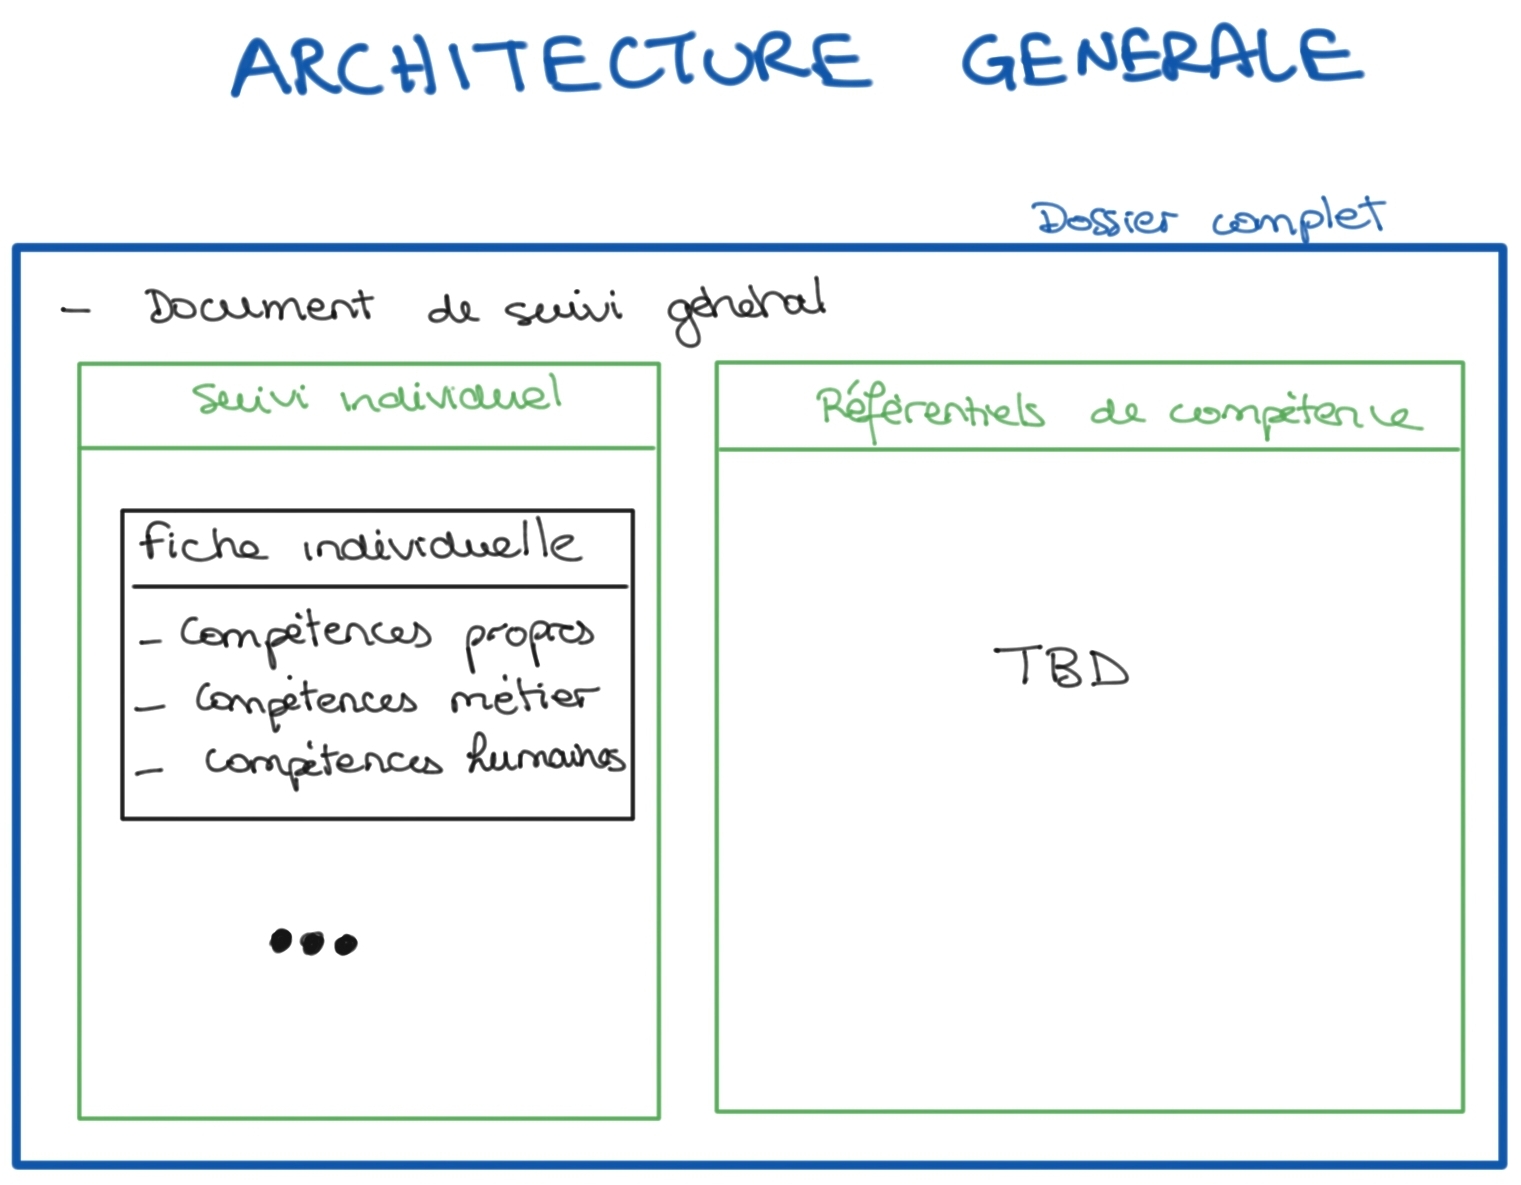 ARCHITECTURE GENERALE
Dossier complet
- Document de suivi général
Suivi individuel
Référentiels de compétence
fiche individuelle
- Compétences propres
- Compétences métier
- compétences humaines
TBD
...